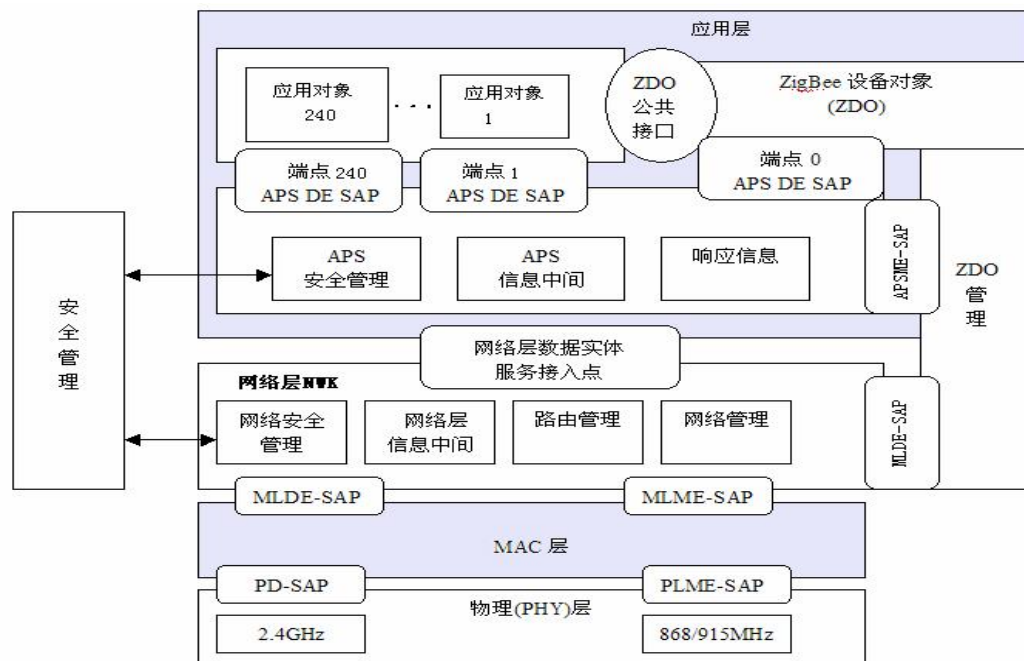 应用层
应用对象
240
...
应用对象
1
ZDO
公共
接口
ZigBee 设备对象
(ZDO)
端点 240
APS DE SAP
端点 1
APS DE SAP
端点 0
APS DE SAP
APS
安全管理
APS
信息中间
响应信息
APSME-SAP
ZDO
管理
安全管理
网络层数据实体
服务接入点
网络层NWK
网络安全
管理
网络层
信息中间
路由管理
网络管理
MLDE-SAP
MLDE-SAP
MLME-SAP
MAC 层
PD-SAP
PLME-SAP
物理(PHY)层
2.4GHz
868/915MHz